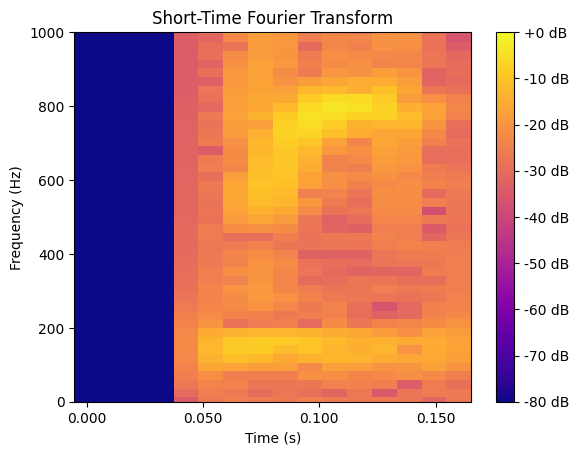 Short-Time Fourier Transform
1000
800
600
400
200
0
Frequency (Hz)
0.000
0.050
0.100
0.150
Time (s)
+0 dB
-10 dB
-20 dB
-30 dB
-40 dB
-50 dB
-60 dB
-70 dB
-80 dB